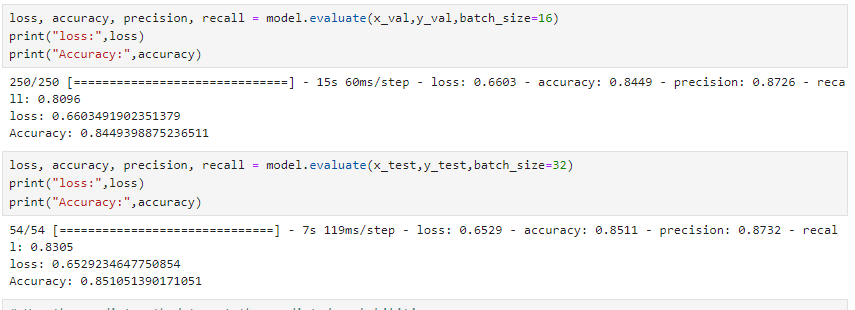 loss, accuracy, precision, recall = model.evaluate(x_val,y_val,batch_size=16)
print("loss:",loss)
print("Accuracy:",accuracy)
250/250 [==============================] - 15s 60ms/step - loss: 0.6603 - accuracy: 0.8449 - precision: 0.8726 - reca
ll: 0.8096
loss: 0.6603491902351379
Accuracy: 0.8449398875236511
loss, accuracy, precision, recall = model.evaluate(x_test,y_test,batch_size=32)
print("loss:",loss)
print("Accuracy:",accuracy)
54/54 [==============================] - 7s 119ms/step - loss: 0.6529 - accuracy: 0.8511 - precision: 0.8732 - recal
l: 0.8305
loss: 0.6529234647750854
Accuracy: 0.851051390171051